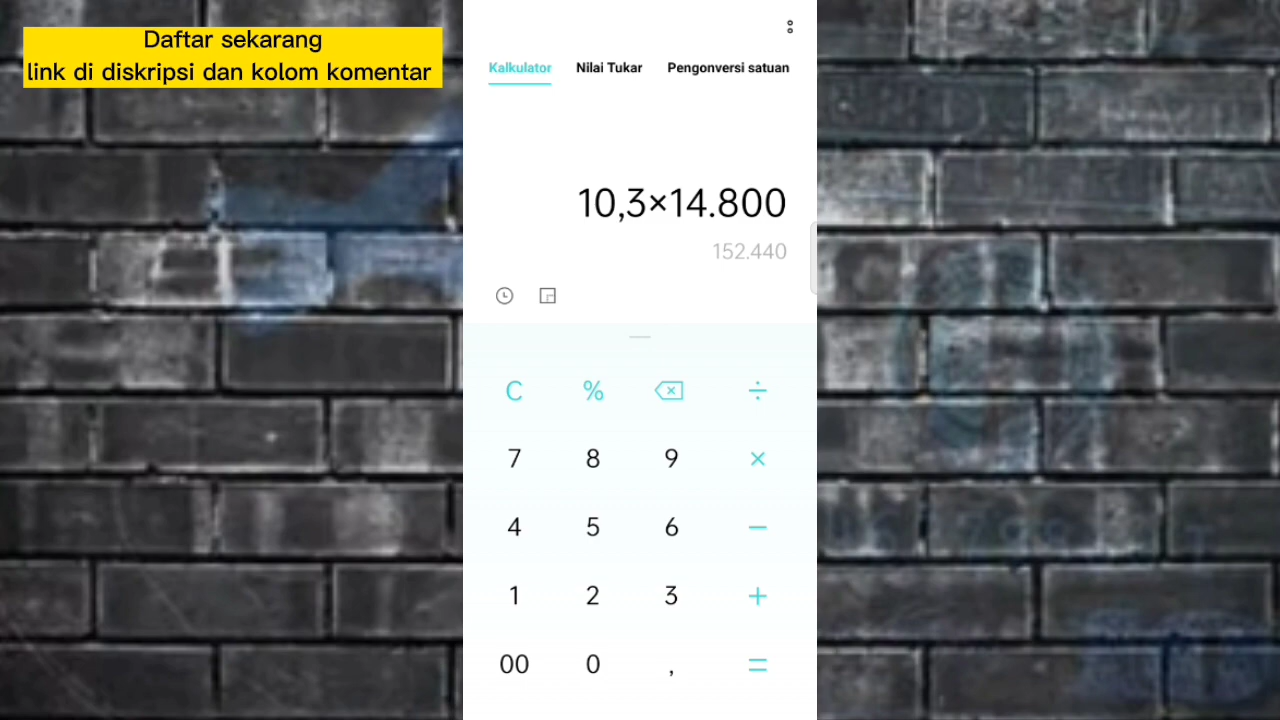 Daftar sekarang
link di diskripsi dan kolom komentar
Kalkulator Nilai Tukar Pengonversi satuan
10,3×14.800
152.440
C % ÷
7 8 9 ×
4 5 6 −
1 2 3 +
00 0 , =